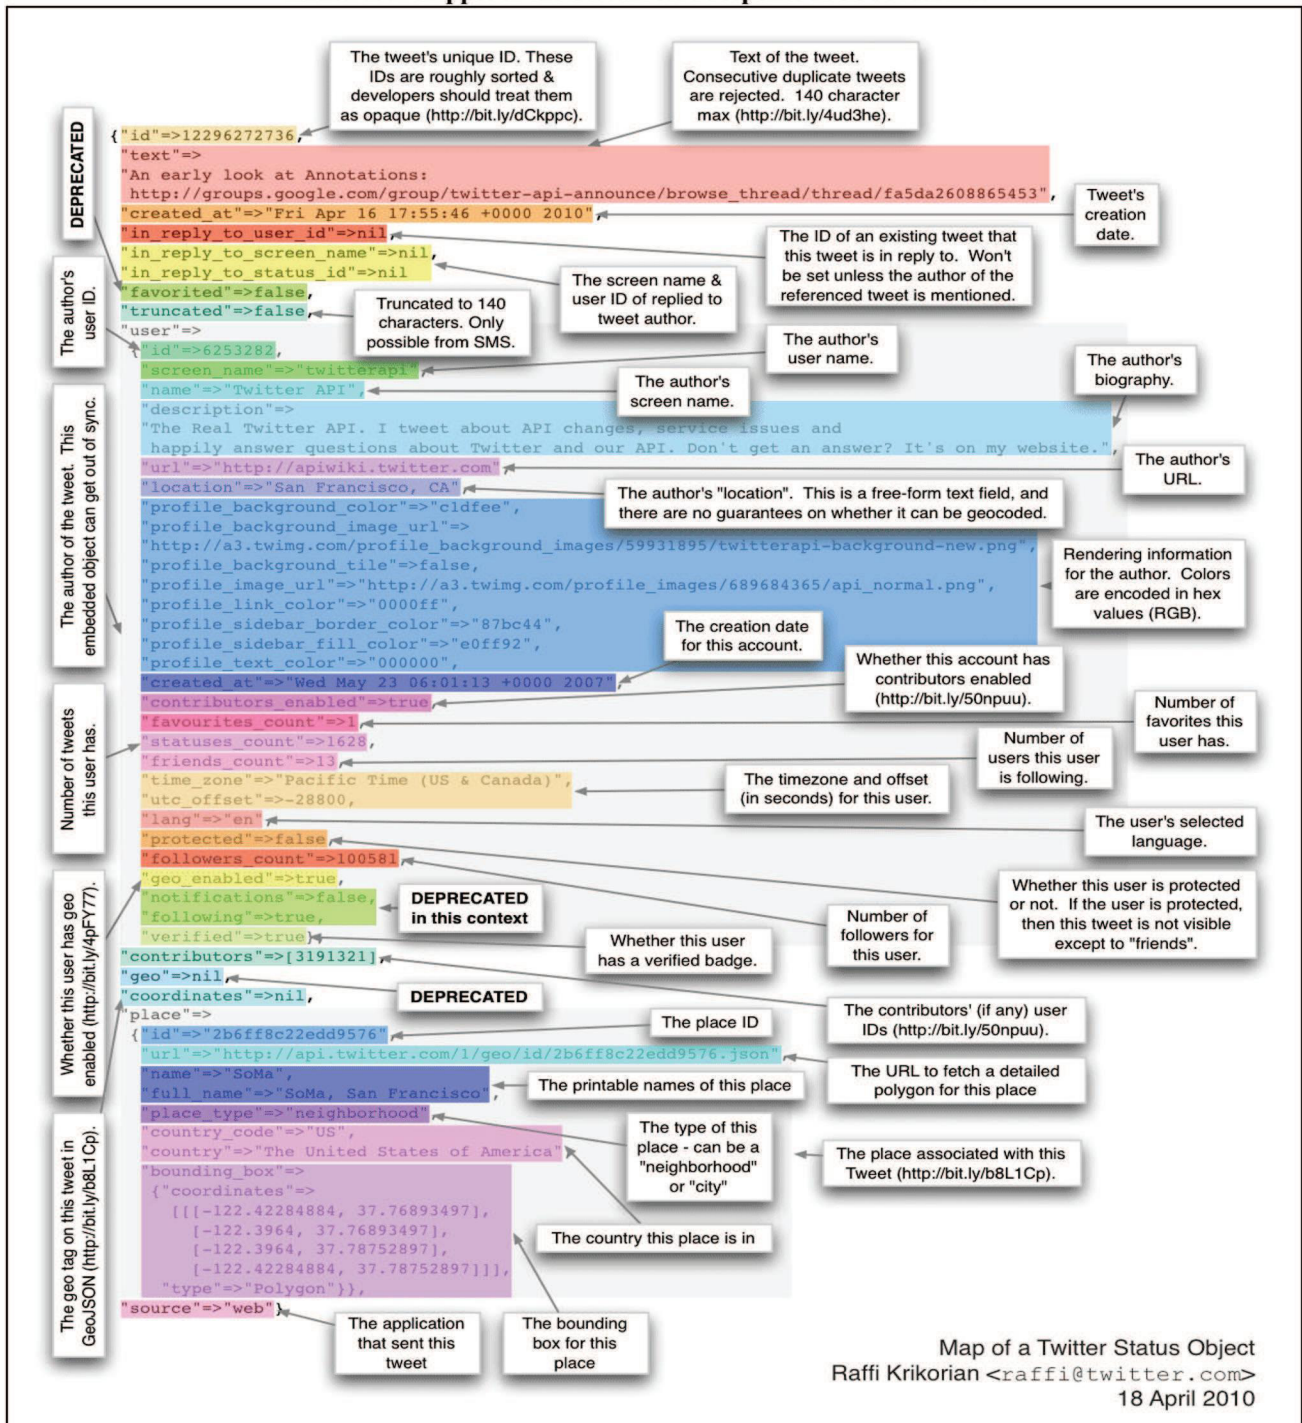 The tweet's unique ID. These
IDs are roughly sorted &
developers should treat them
as opaque (http://bit.ly/dCkppc).
Text of the tweet.
Consecutive duplicate tweets
are rejected. 140 character
max (http://bit.ly/4ud3he).
DEPRECATED
{"id"=>12296272736,
"text"=>
"An early look at Annotations:
http://groups.google.com/group/twitter-api-announce/browse_thread/thread/fa5da2608865453",
"created_at"=>"Fri Apr 16 17:55:46 +0000 2010",
Tweet's
creation
date.
"in_reply_to_user_id"=>nil,
"in_reply_to_screen_name"=>nil,
"in_reply_to_status_id"=>nil
The ID of an existing tweet that
this tweet is in reply to. Won't
be set unless the author of the
referenced tweet is mentioned.
The screen name &
user ID of replied to
tweet author.
"favorited"=>false,
"truncated"=>false,
Truncated to 140
characters. Only
possible from SMS.
The author's
user ID.
"user"=>
{"id"=>6253282,
"screen_name"=>"twitterapi",
The author's
user name.
"name"=>"Twitter API",
The author's
screen name.
The author's
biography.
"description"=>
"The Real Twitter API. I tweet about API changes, service issues and
happily answer questions about Twitter and our API. Don't get an answer? It's on my website.",
"url"=>"http://apiwiki.twitter.com",
The author's
URL.
"location"=>"San Francisco, CA",
The author's "location". This is a free-form text field, and
there are no guarantees on whether it can be geocoded.
The author of the tweet. This
embedded object can get out of sync.
"profile_background_color"=>"c1dfee",
"profile_background_image_url"=>
"http://a3.twimg.com/profile_background_images/59931895/twitterapi-background-new.png",
"profile_background_tile"=>false,
"profile_image_url"=>"http://a3.twimg.com/profile_images/689684365/api_normal.png",
"profile_link_color"=>"0000ff",
"profile_sidebar_border_color"=>"87bc44",
"profile_sidebar_fill_color"=>"e0ff92",
"profile_text_color"=>"000000",
Rendering information
for the author. Colors
are encoded in hex
values (RGB).
"created_at"=>"Wed May 23 06:01:13 +0000 2007",
The creation date
for this account.
"contributors_enabled"=>true,
Whether this account has
contributors enabled
(http://bit.ly/50npuu).
"favourites_count"=>1,
Number of
favorites this
user has.
"statuses_count"=>1628,
Number of tweets
this user has.
"friends_count"=>13,
Number of
users this user
is following.
"time_zone"=>"Pacific Time (US & Canada)",
"utc_offset"=>-28800,
The timezone and offset
(in seconds) for this user.
"lang"=>"en",
The user's selected
language.
"protected"=>false,
Whether this user is protected
or not. If the user is protected,
then this tweet is not visible
except to "friends".
"followers_count"=>100581,
Number of
followers for
this user.
"geo_enabled"=>true,
Whether this user has geo
enabled (http://bit.ly/4pFY77).
"notifications"=>false,
"following"=>true,
DEPRECATED
in this context
"verified"=>true},
Whether this user
has a verified badge.
"contributors"=>[3191321],
The contributors' (if any) user
IDs (http://bit.ly/50npuu).
"geo"=>nil,
DEPRECATED
"coordinates"=>nil,
The geo tag on this tweet in
GeoJSON (http://bit.ly/b8L1Cp).
"place"=>
{"id"=>"2b6ff8c22edd9576",
The place ID
"url"=>"http://api.twitter.com/1/geo/id/2b6ff8c22edd9576.json",
The URL to fetch a detailed
polygon for this place
"name"=>"SoMa",
"full_name"=>"SoMa, San Francisco",
The printable names of this place
"place_type"=>"neighborhood",
The type of this
place - can be a
"neighborhood"
or "city"
"country_code"=>"US",
"country"=>"The United States of America",
The country this place is in
The place associated with this
Tweet (http://bit.ly/b8L1Cp).
"bounding_box"=>
{"coordinates"=>
[[[-122.42284884, 37.76893497],
[-122.3964, 37.76893497],
[-122.3964, 37.78752897],
[-122.42284884, 37.78752897]]],
"type"=>"Polygon"}},
The bounding
box for this
place
"source"=>"web"}
The application
that sent this
tweet
Map of a Twitter Status Object
Raffi Krikorian <raffi@twitter.com>
18 April 2010